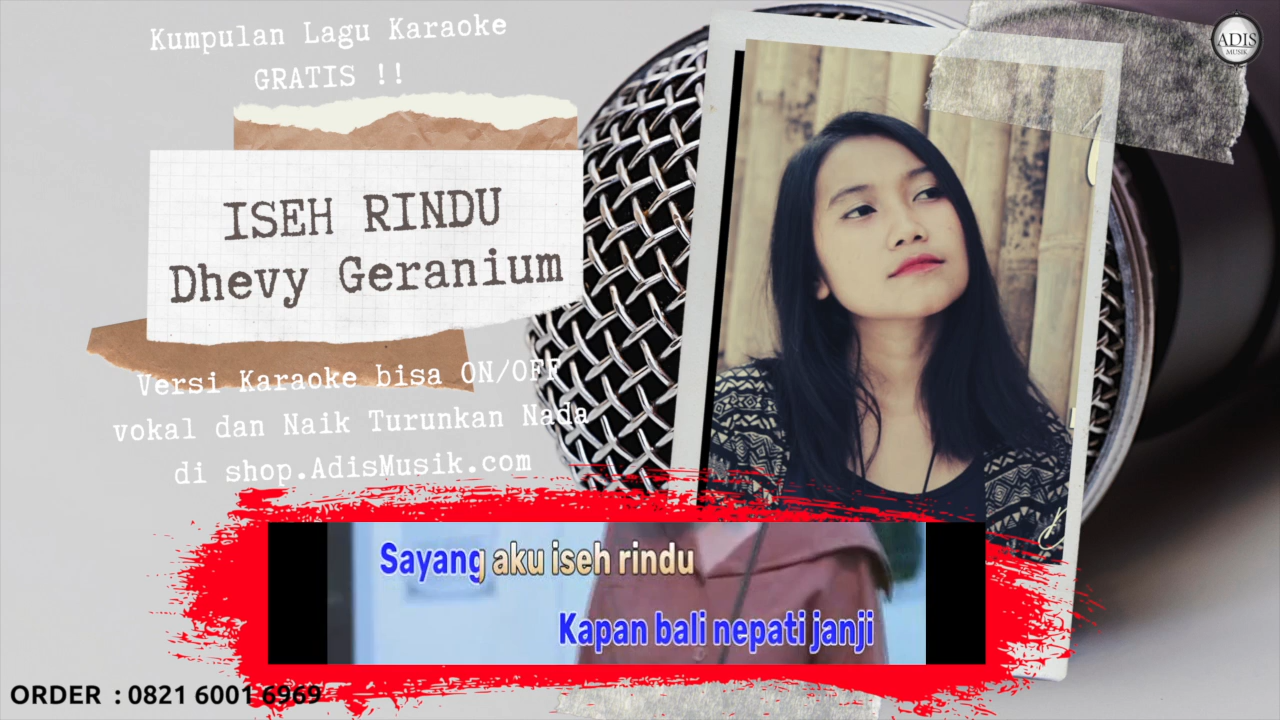 Kumpulan Lagu Karaoke
GRATIS !!
ADIS
MUSIK
ISEH RINDU
Dhevy Geranium
Versi Karaoke bisa ON/OFF
vokal dan Naik Turunkan Nada
di shop.AdisMusik.com
Sayang aku iseh rindu
Kapan bali nepati janji
ORDER : 0821 6001 6969